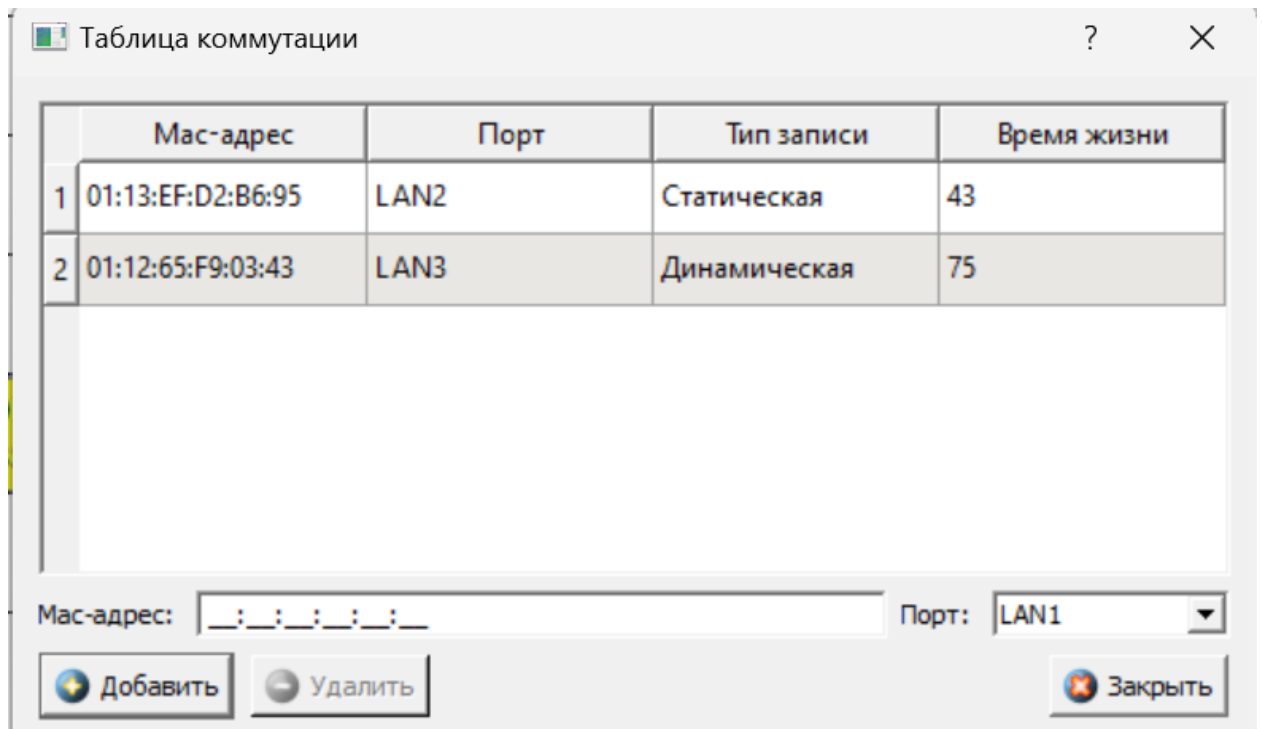 Таблица коммутации ?
Mac-адрес Порт Тип записи Время жизни
1 01:13:EF:D2:B6:95 LAN2 Статическая 43
2 01:12:65:F9:03:43 LAN3 Динамическая 75
Mac-адрес: __:__:__:__:__:__ Порт: LAN1
Добавить Удалить Закрыть